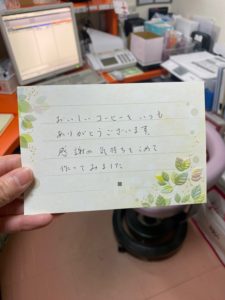 おいしいコーヒーをいつも
ありがとうございます。
感謝の気持ちをこめて
作ってみました